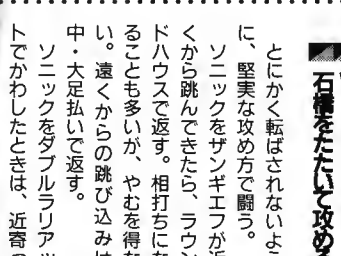 石橋をたたいて攻める
とにかく転ばされないよう
に、堅実な攻め方で闘う。
ソニックをザンギエフが近
くから跳んできたら、ラウン
ドハウスで返す。相打ちにな
ることも多いが、やむを得な
い。遠くからの跳び込みは
中・大足払いで返す。
ソニックをダブルラリアッ
トでかわしたときは、近寄っ